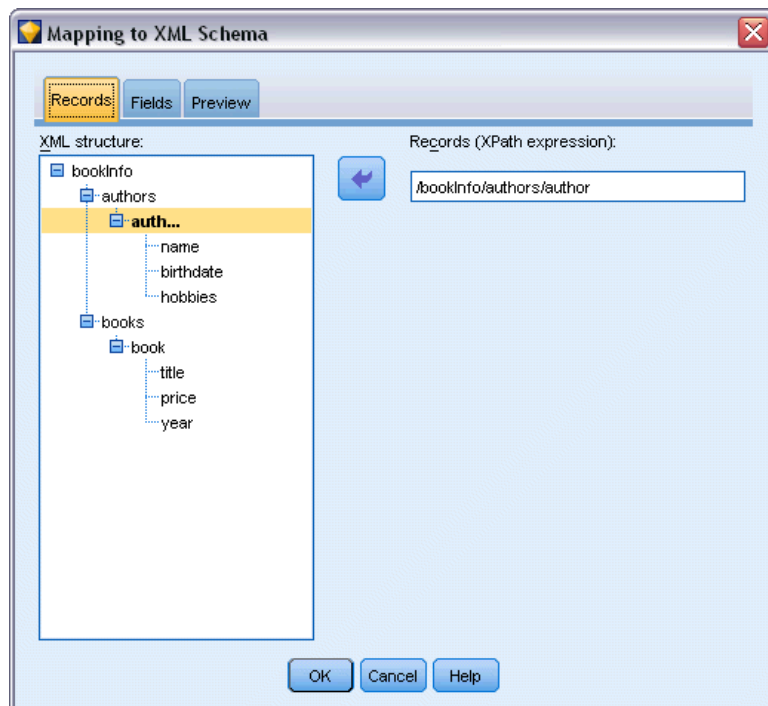 Mapping to XML Schema
Records Fields Preview
XML structure:
Records (XPath expression):
bookInfo
/bookInfo/authors/author
authors
auth...
name
birthdate
hobbies
books
book
title
price
year
OK Cancel Help